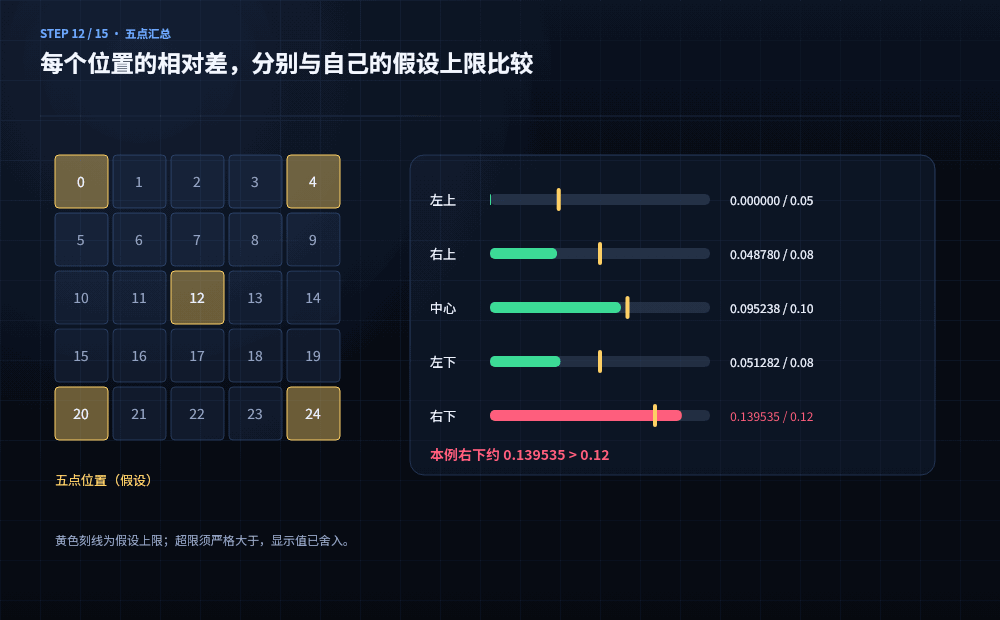 STEP 12 / 15 · 五点汇总
每个位置的相对差，分别与自己的假设上限比较
0 1 2 3 4
5 6 7 8 9
10 11 12 13 14
15 16 17 18 19
20 21 22 23 24
五点位置（假设）
左上 0.000000 / 0.05
右上 0.048780 / 0.08
中心 0.095238 / 0.10
左下 0.051282 / 0.08
右下 0.139535 / 0.12
本例右下约 0.139535 > 0.12
黄色刻线为假设上限；超限须严格大于，显示值已舍入。